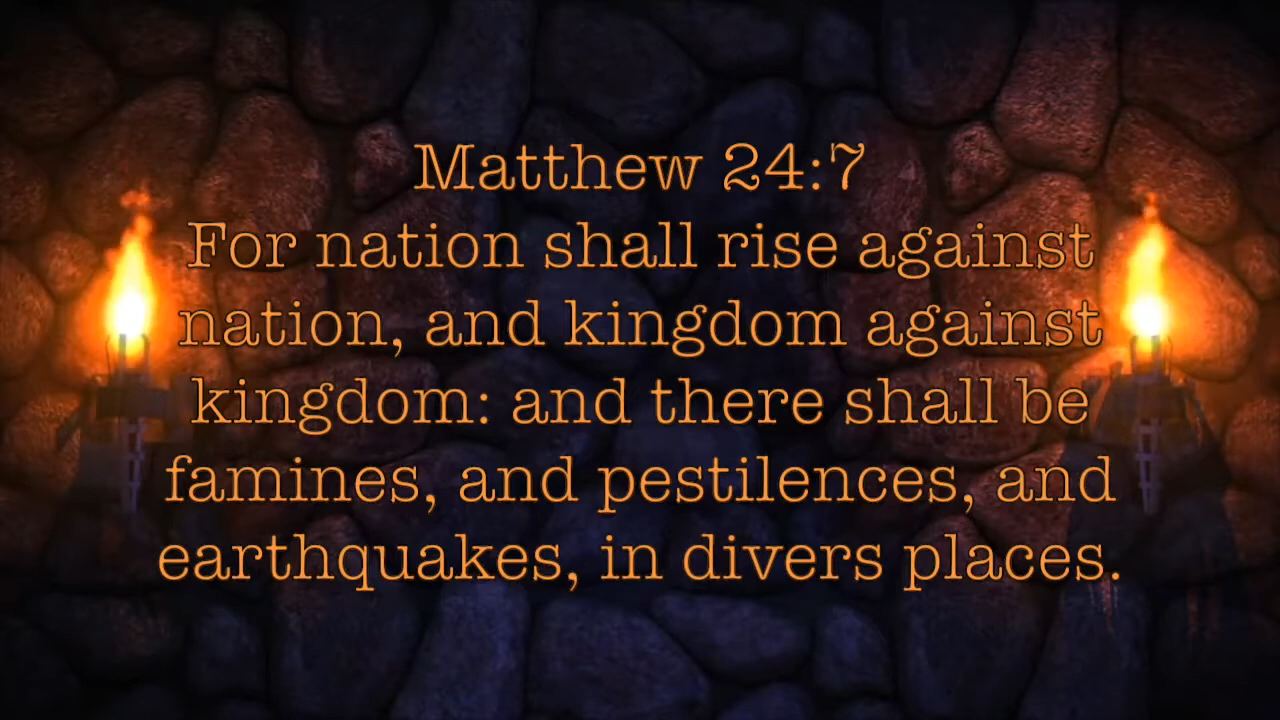 Matthew 24:7
For nation shall rise against
nation, and kingdom against
kingdom: and there shall be
famines, and pestilences, and
earthquakes, in divers places.